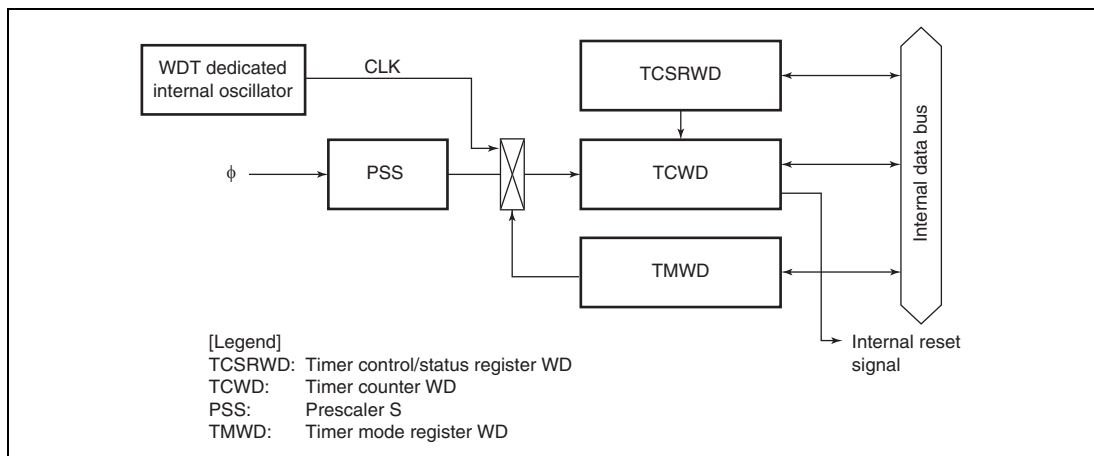 WDT dedicated
internal oscillator
CLK
TCSRWD
φ
PSS
TCWD
TMWD
Internal data bus
Internal reset
signal
[Legend]
TCSRWD: Timer control/status register WD
TCWD: Timer counter WD
PSS: Prescaler S
TMWD: Timer mode register WD